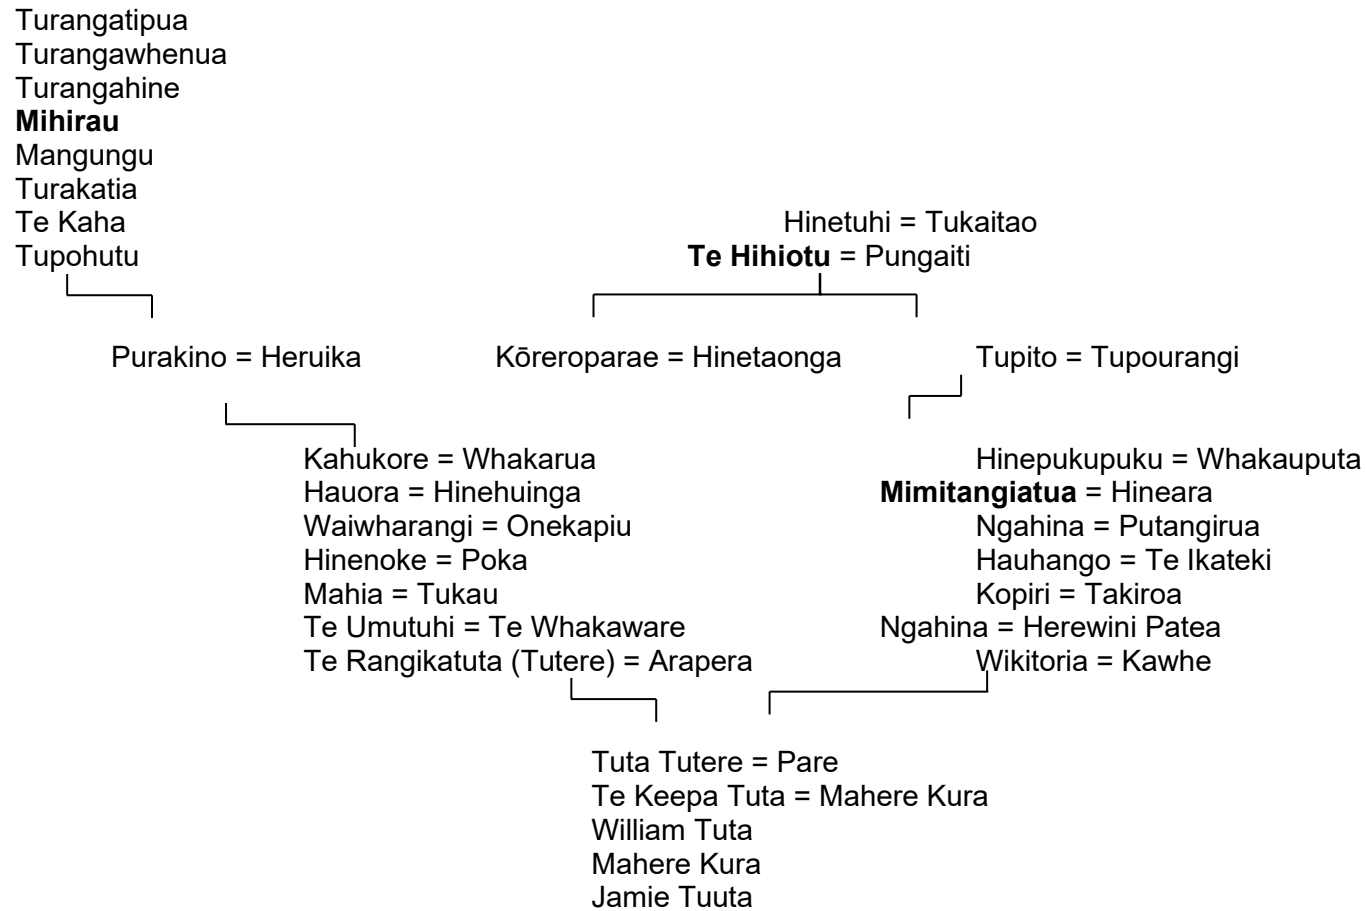 Turangatipua
Turangawhenua
Turangahine
Mihirau
Mangungu
Turakatia
Te Kaha
Tupohutu
Hinetuhi = Tukaitao
Te Hihiotu = Pungaiti
Purakino = Heruika
Kōreroparae = Hinetaonga
Tupito = Tupourangi
Kahukore = Whakarua
Hauora = Hinehuinga
Waiwharangi = Onekapiu
Hinenoke = Poka
Mahia = Tukau
Te Umutuhi = Te Whakaware
Te Rangikatuta (Tutere) = Arapera
Hinepukupuku = Whakauputa
Mimitangiatua = Hineara
Ngahina = Putangirua
Hauhango = Te Ikateki
Kopiri = Takiroa
Ngahina = Herewini Patea
Wikitoria = Kawhe
Tuta Tutere = Pare
Te Keepa Tuta = Mahere Kura
William Tuta
Mahere Kura
Jamie Tuuta